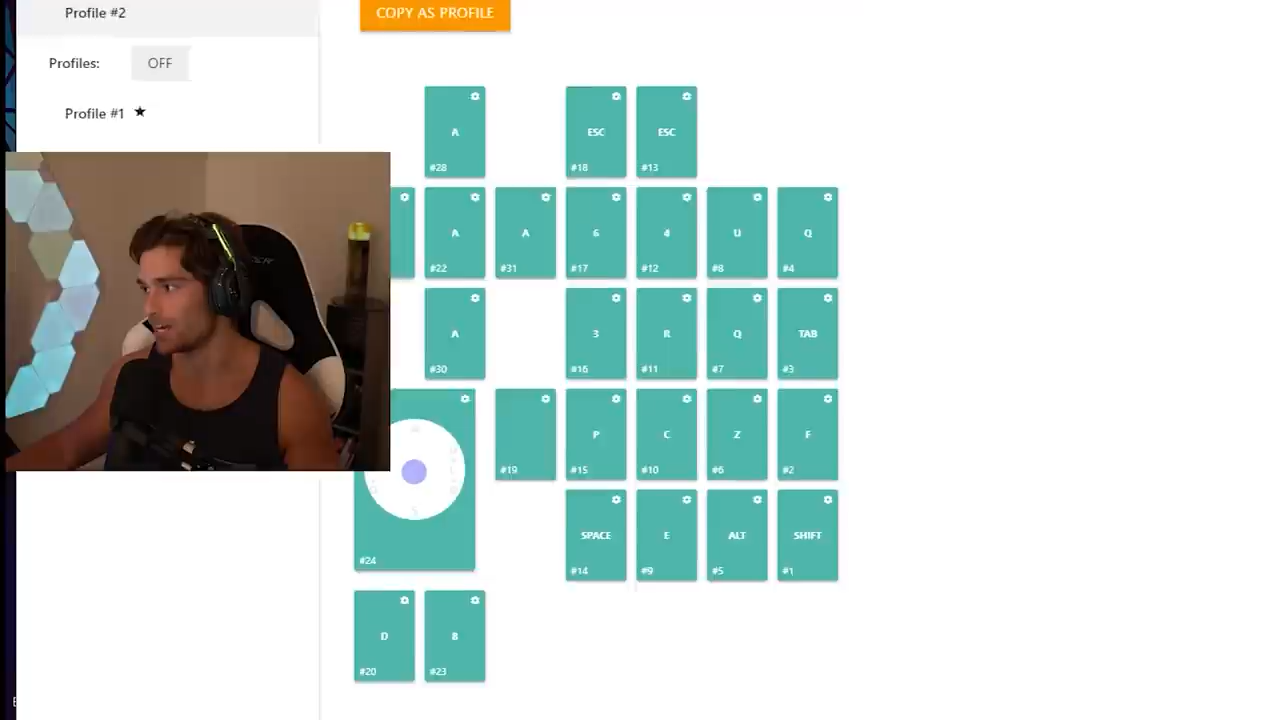 Profile #2
COPY AS PROFILE
Profiles:
OFF
Profile #1 ★
A
#28
ESC
#18
ESC
#13
A
#22
A
#31
6
#17
4
#12
U
#8
Q
#4
A
#30
3
#16
R
#11
Q
#7
TAB
#3
#24
#19
P
#15
C
#10
Z
#6
F
#2
SPACE
#14
E
#9
ALT
#5
SHIFT
#1
D
#20
B
#23